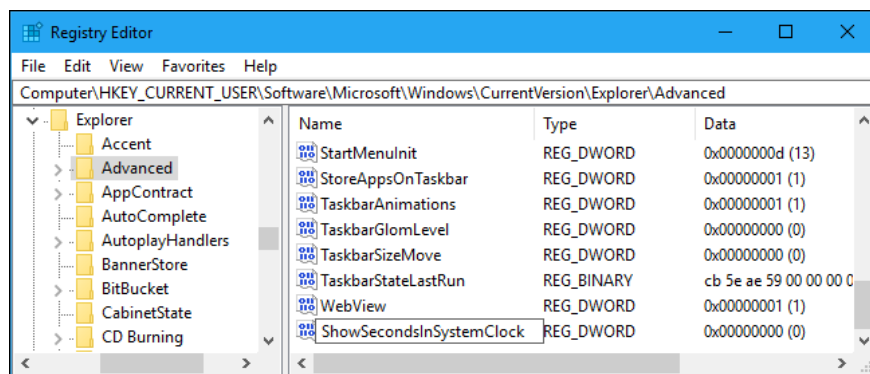 Registry Editor
File Edit View Favorites Help
Computer\HKEY_CURRENT_USER\Software\Microsoft\Windows\CurrentVersion\Explorer\Advanced
Explorer
Accent
Advanced
AppContract
AutoComplete
AutoplayHandlers
BannerStore
BitBucket
CabinetState
CD Burning
Name Type Data
StartMenuInit REG_DWORD 0x0000000d (13)
StoreAppsOnTaskbar REG_DWORD 0x00000001 (1)
TaskbarAnimations REG_DWORD 0x00000001 (1)
TaskbarGlomLevel REG_DWORD 0x00000000 (0)
TaskbarSizeMove REG_DWORD 0x00000000 (0)
TaskbarStateLastRun REG_BINARY cb 5e ae 59 00 00 00 0
WebView REG_DWORD 0x00000001 (1)
ShowSecondsInSystemClock REG_DWORD 0x00000000 (0)